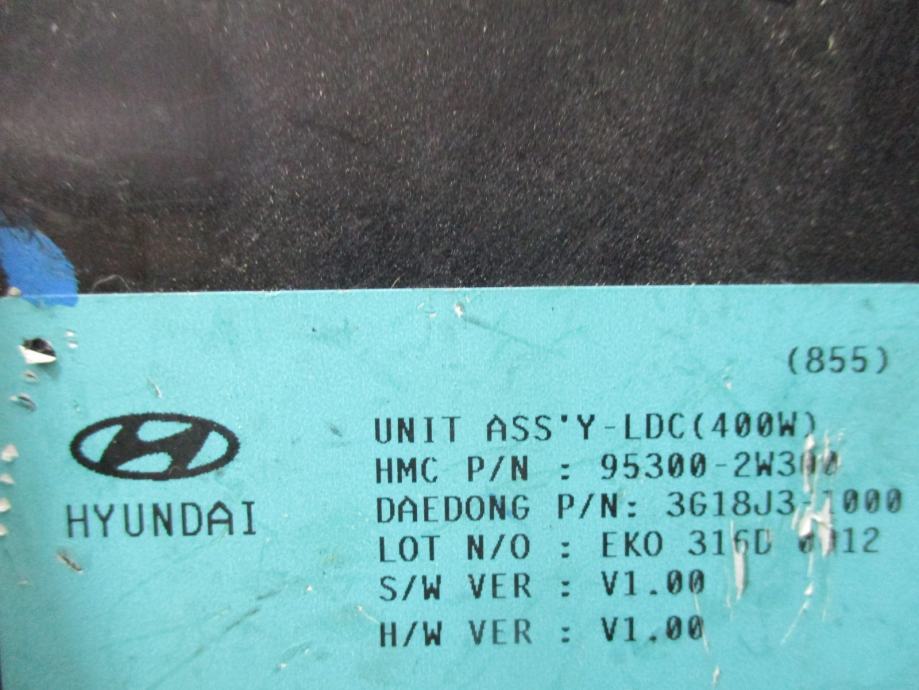 (855)
UNIT ASS'Y-LDC(400W)
HMC P/N : 95300-2W300
DAEDONG P/N: 3G18J3-1000
LOT N/O : EKO 316D 0012
S/W VER : V1.00
H/W VER : V1.00
HYUNDAI